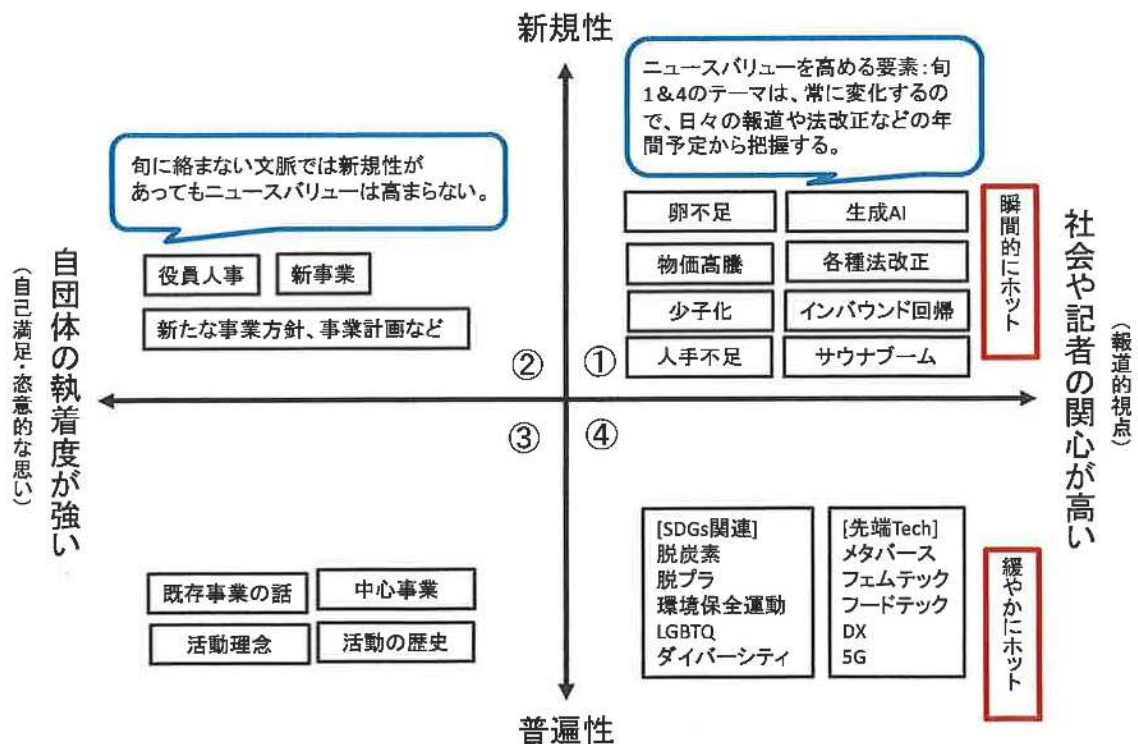 新規性
ニュースバリューを高める要素:旬
1&4のテーマは、常に変化するの
で、日々の報道や法改正などの年
間予定から把握する。
旬に絡まない文脈では新規性が
あってもニュースバリューは高まらない。
卵不足
生成AI
物価高騰
各種法改正
少子化
インバウンド回帰
人手不足
サウナブーム
瞬間的にホット
役員人事
新事業
新たな事業方針、事業計画など
②
①
③
④
自団体の執着度が強い
(自己満足・恣意的な思い)
社会や記者の関心が高い
(報道的視点)
既存事業の話
中心事業
活動理念
活動の歴史
[SDGs関連]
脱炭素
脱プラ
環境保全運動
LGBTQ
ダイバーシティ
[先端Tech]
メタバース
フェムテック
フードテック
DX
5G
緩やかにホット
普遍性